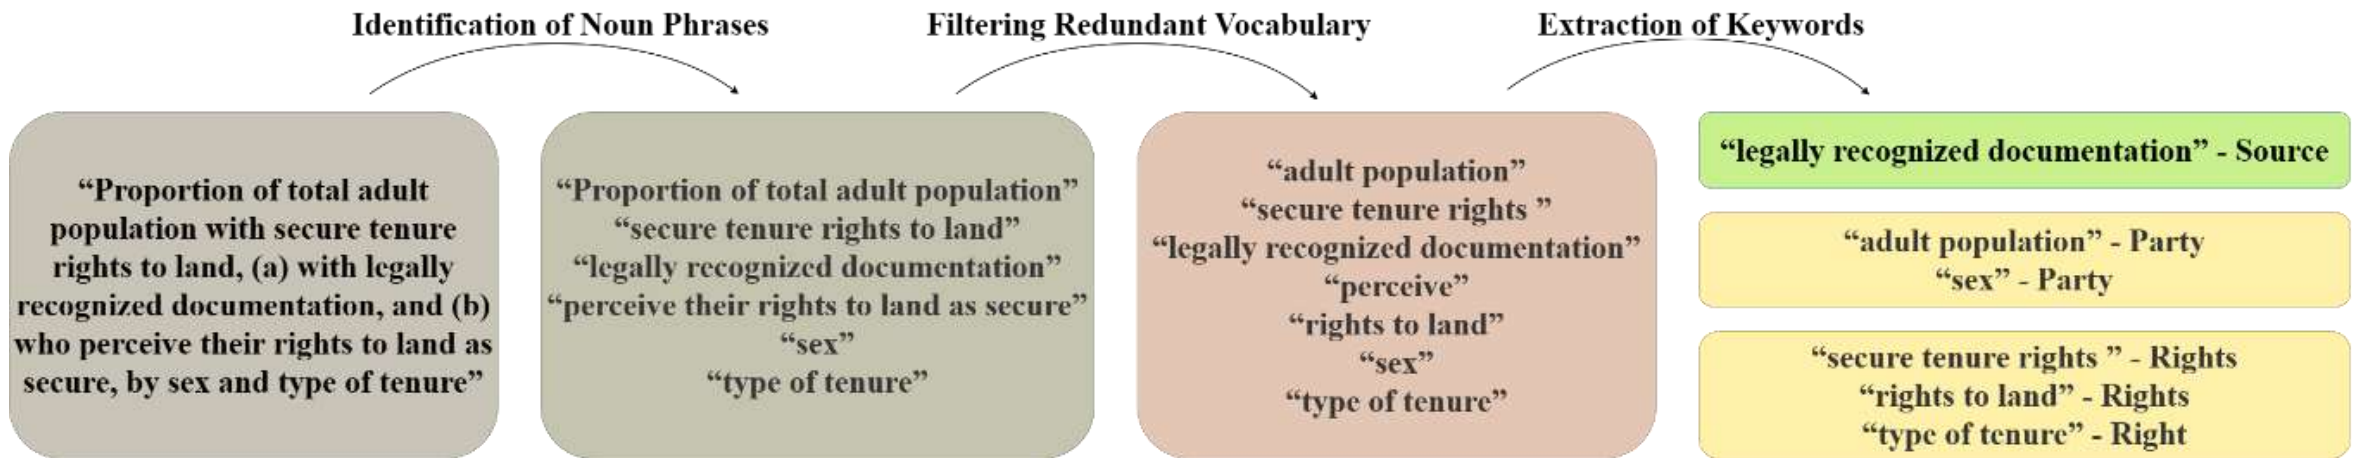 Identification of Noun Phrases
Filtering Redundant Vocabulary
Extraction of Keywords
“Proportion of total adult
population with secure tenure
rights to land, (a) with legally
recognized documentation, and (b)
who perceive their rights to land as
secure, by sex and type of tenure”
“Proportion of total adult population”
“secure tenure rights to land”
“legally recognized documentation”
“perceive their rights to land as secure”
“sex”
“type of tenure”
“adult population”
“secure tenure rights ”
“legally recognized documentation”
“perceive”
“rights to land”
“sex”
“type of tenure”
“legally recognized documentation” - Source
“adult population” - Party
“sex” - Party
“secure tenure rights ” - Rights
“rights to land” - Rights
“type of tenure” - Right